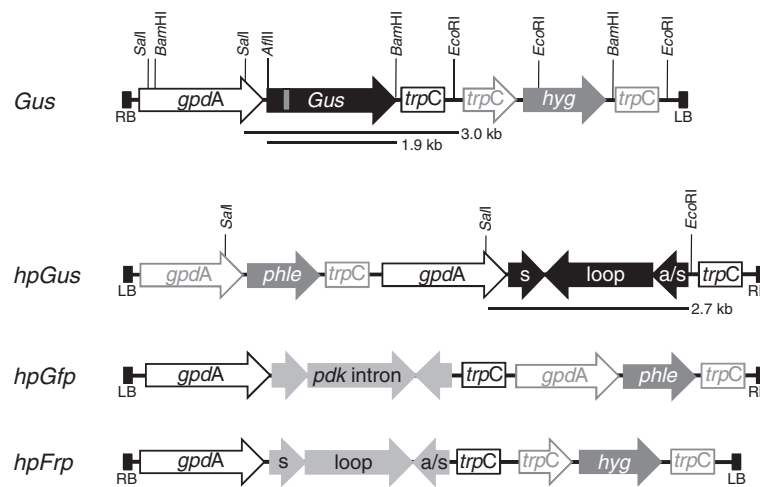 SalI BamHI SalI AflII BamHI EcoRI EcoRI BamHI EcoRI
Gus gpdA Gus trpC trpC hyg trpC
RB LB
3.0 kb
1.9 kb
SalI SalI EcoRI
hpGus gpdA phle trpC gpdA s loop a/s trpC
LB RB
2.7 kb
hpGfp gpdA pdk intron trpC gpdA phle trpC
LB RB
hpFrp gpdA s loop a/s trpC trpC hyg trpC
RB LB